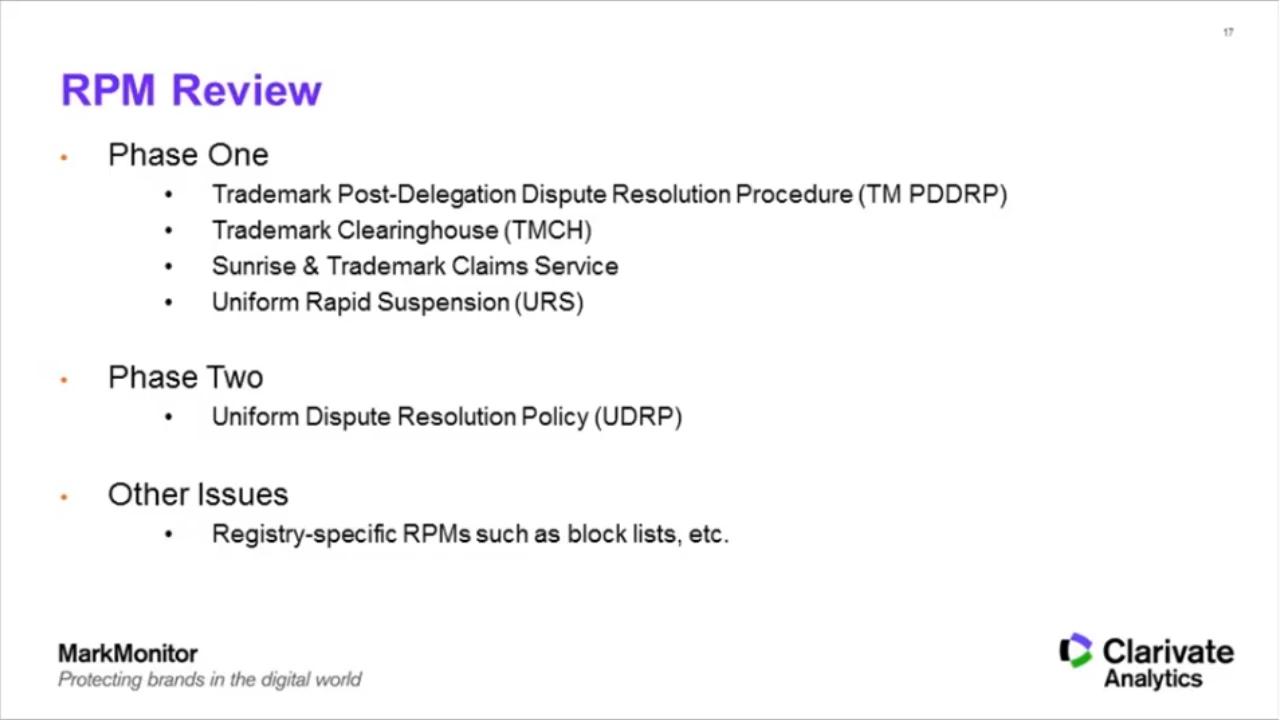 17
RPM Review
• Phase One
• Trademark Post-Delegation Dispute Resolution Procedure (TM PDDRP)
• Trademark Clearinghouse (TMCH)
• Sunrise & Trademark Claims Service
• Uniform Rapid Suspension (URS)
• Phase Two
• Uniform Dispute Resolution Policy (UDRP)
• Other Issues
• Registry-specific RPMs such as block lists, etc.
MarkMonitor
Protecting brands in the digital world
Clarivate
Analytics